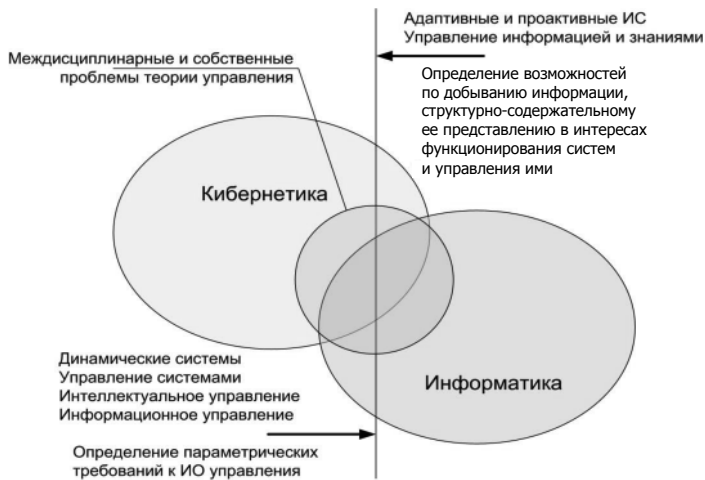 Адаптивные и проактивные ИС
Управление информацией и знаниями
Междисциплинарные и собственные
проблемы теории управления
Определение возможностей
по добыванию информации,
структурно-содержательному
ее представлению в интересах
функционирования систем
и управления ими
Кибернетика
Информатика
Динамические системы
Управление системами
Интеллектуальное управление
Информационное управление
Определение параметрических
требований к ИО управления